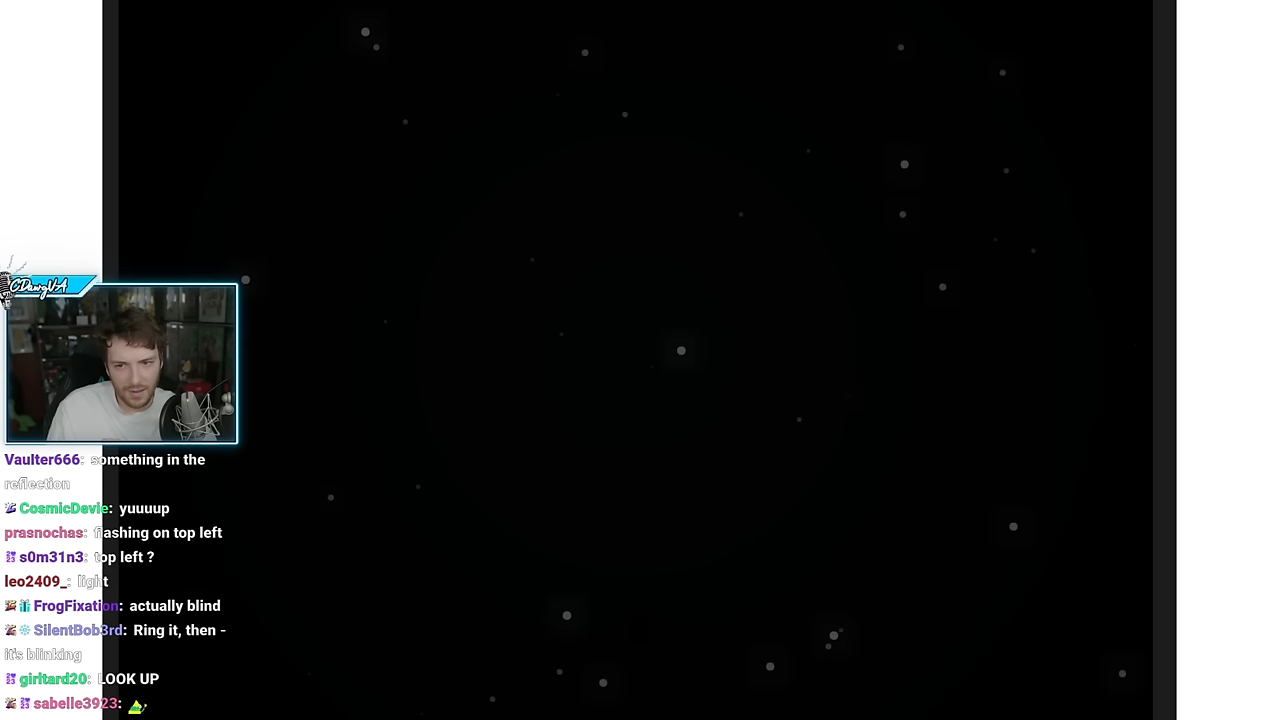 CDawgVA
Vaulter666: something in the
reflection
CosmicDevie: yuuuup
prasnochas: flashing on top left
s0m31n3: top left ?
leo2409_: light
FrogFixation: actually blind
SilentBob3rd: Ring it, then -
it's blinking
girltard20: LOOK UP
sabelle3923: